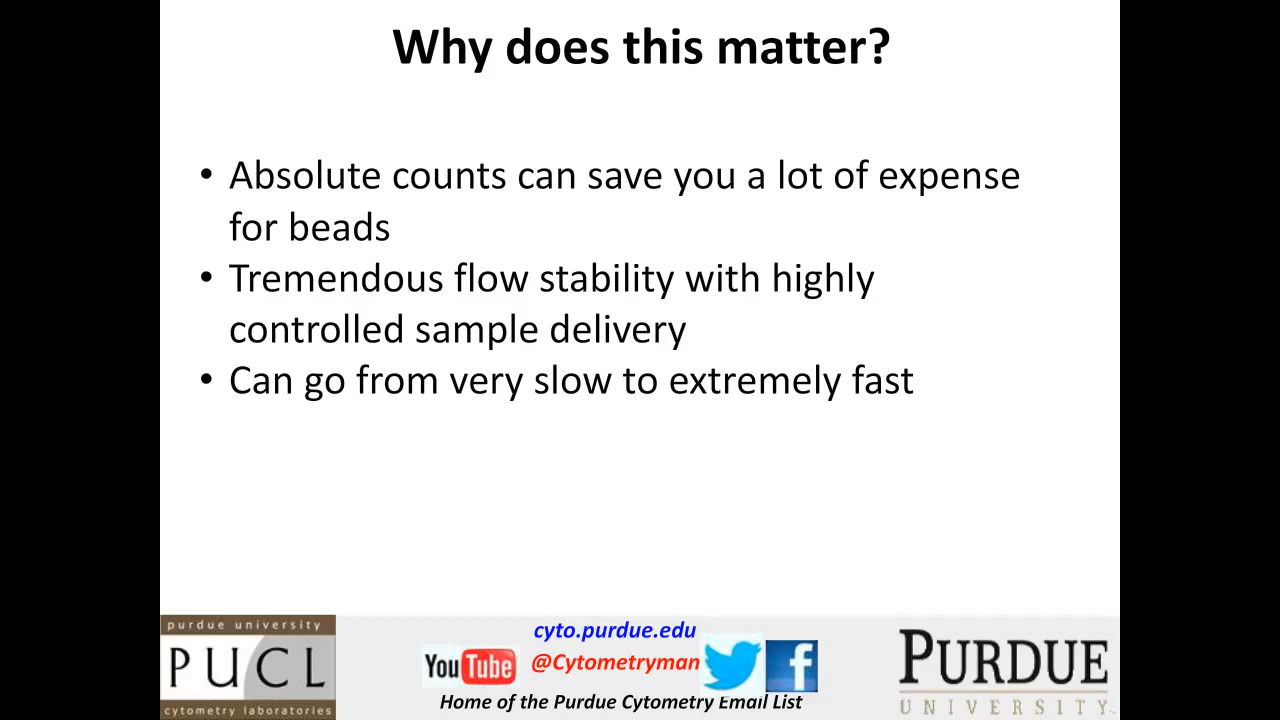 Why does this matter?
• Absolute counts can save you a lot of expense
for beads
• Tremendous flow stability with highly
controlled sample delivery
• Can go from very slow to extremely fast
purdue university
PUCL
cytometry laboratories
cyto.purdue.edu
YouTube
@Cytometryman
f
Home of the Purdue Cytometry Email List
PURDUE
UNIVERSITY